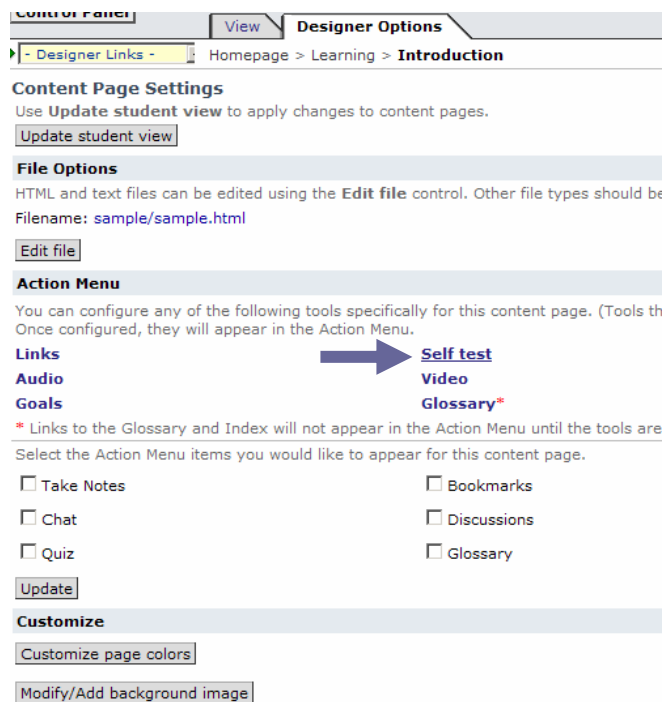 Control Panel
View Designer Options
- Designer Links - Homepage > Learning > Introduction
Content Page Settings
Use Update student view to apply changes to content pages.
Update student view
File Options
HTML and text files can be edited using the Edit file control. Other file types should be
Filename: sample/sample.html
Edit file
Action Menu
You can configure any of the following tools specifically for this content page. (Tools th
Once configured, they will appear in the Action Menu.
Links Self test
Audio Video
Goals Glossary*
* Links to the Glossary and Index will not appear in the Action Menu until the tools are
Select the Action Menu items you would like to appear for this content page.
Take Notes Bookmarks
Chat Discussions
Quiz Glossary
Update
Customize
Customize page colors
Modify/Add background image